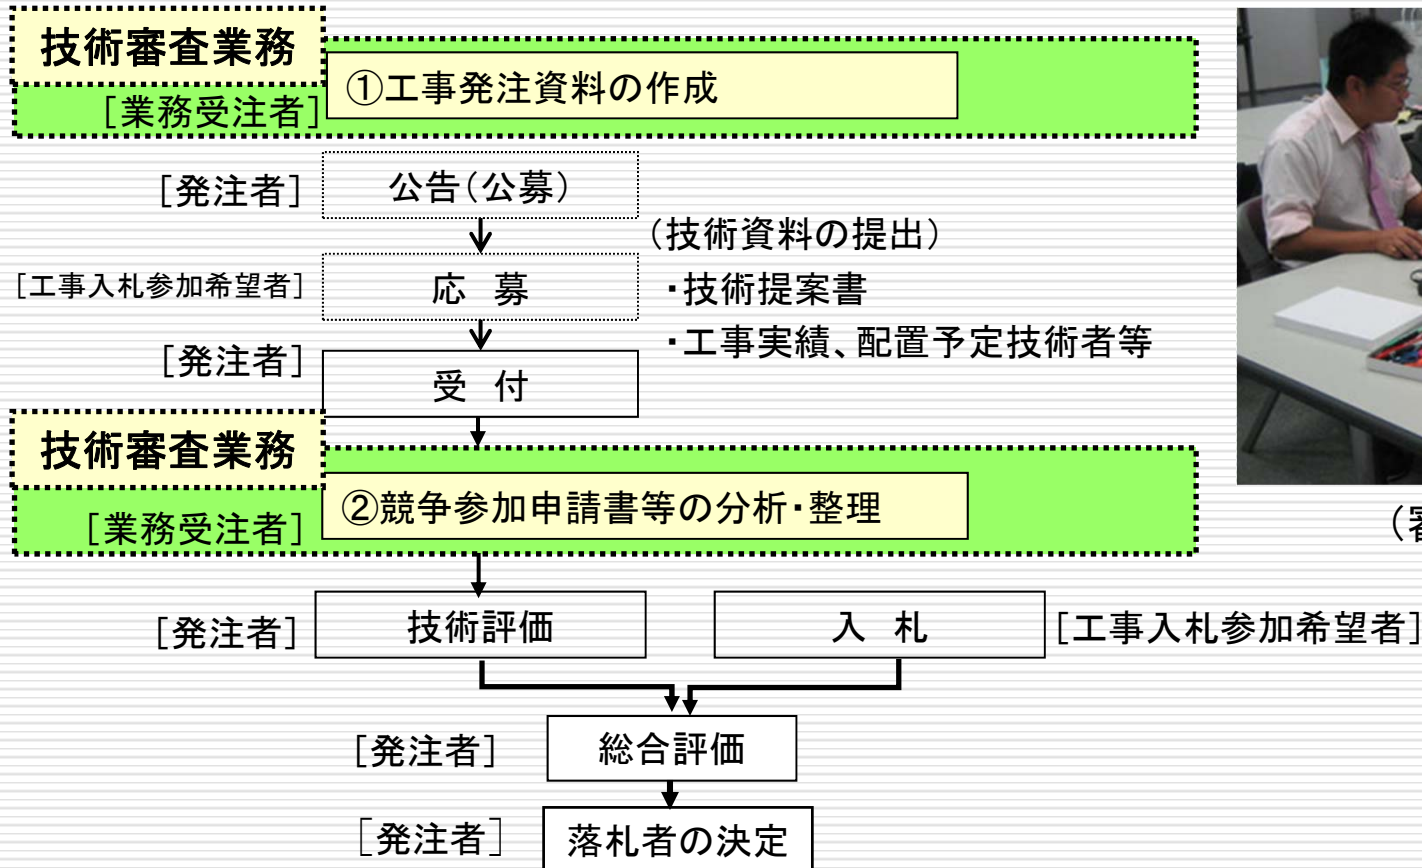 技術審査業務
①工事発注資料の作成
［業務受注者］
［発注者］
公告（公募）
（技術資料の提出）
［工事入札参加希望者］
応　募
・技術提案書
・工事実績、配置予定技術者等
［発注者］
受　付
技術審査業務
②競争参加申請書等の分析・整理
［業務受注者］
（審
［発注者］
技術評価
入　札
［工事入札参加希望者］
［発注者］
総合評価
［発注者］
落札者の決定